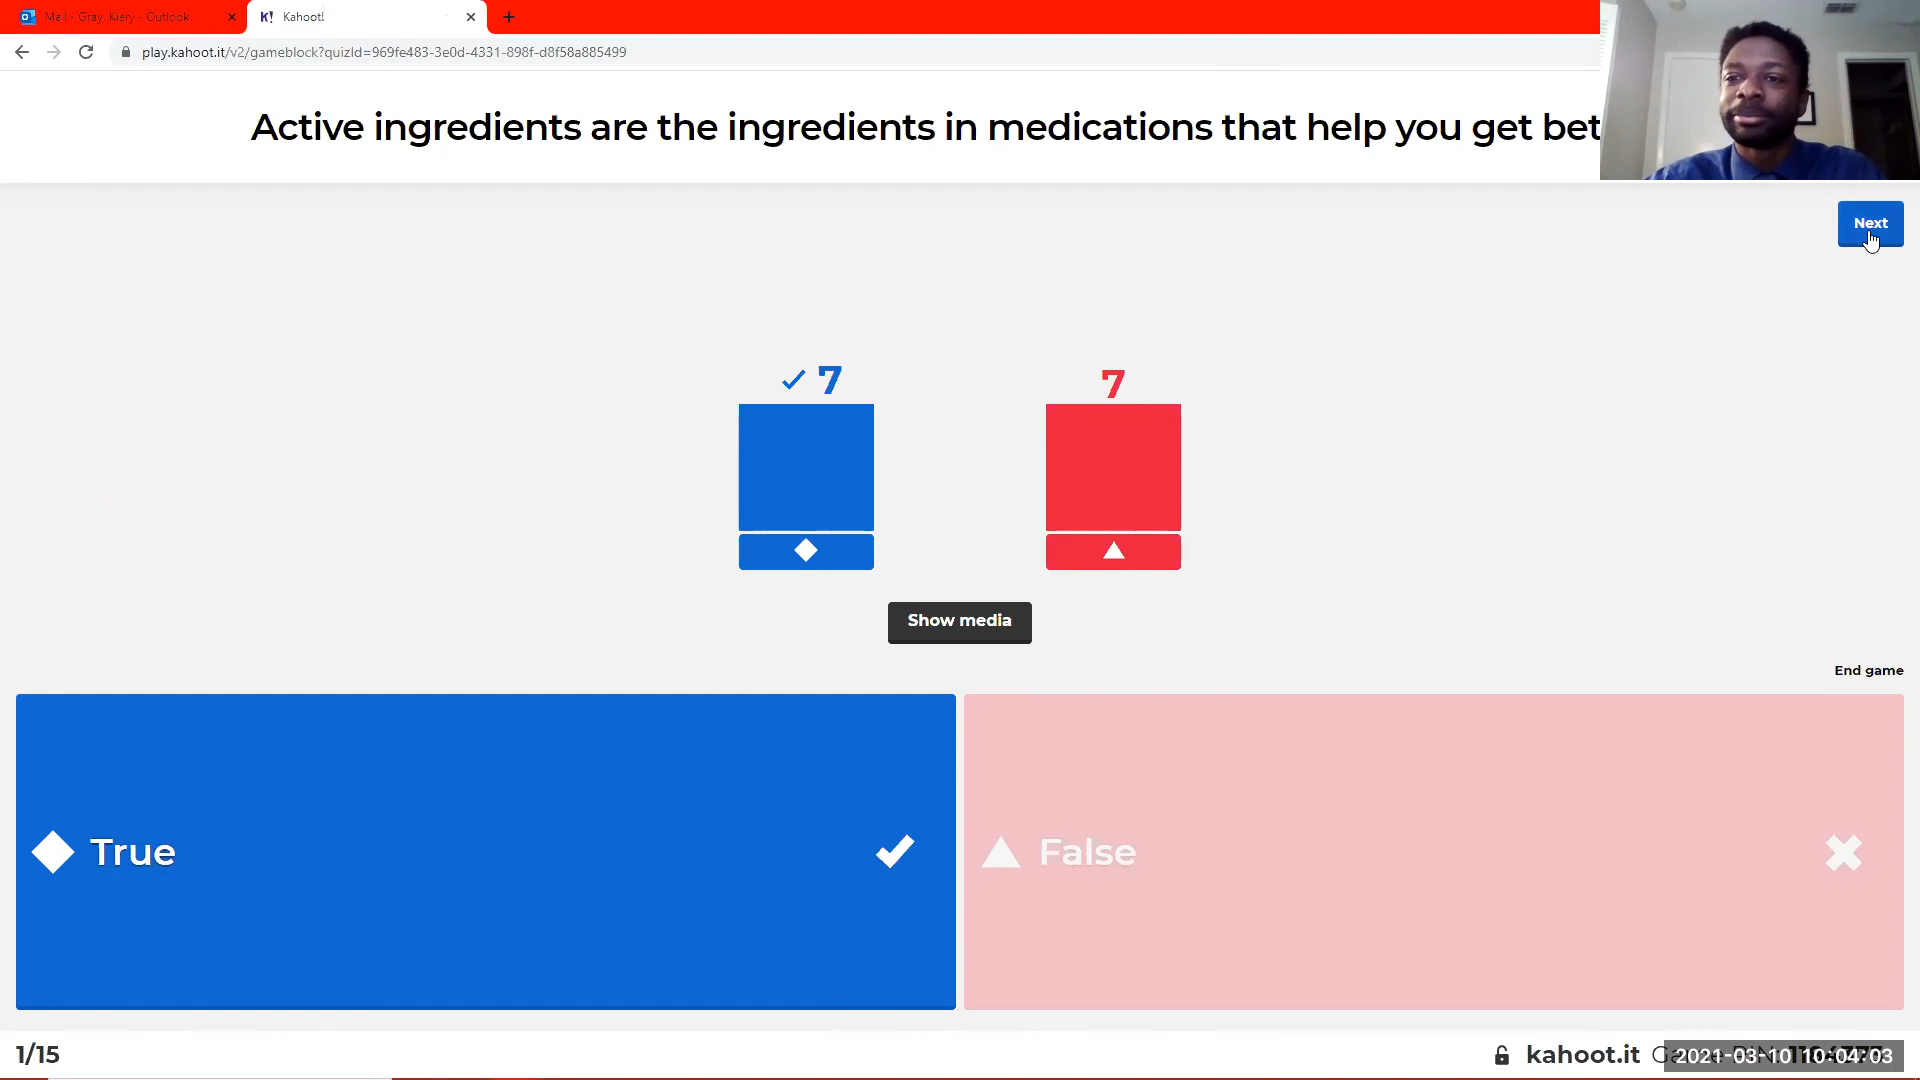 Mail - Gray, Kiery - Outlook
K! Kahoot!
play.kahoot.it/v2/gameblock?quizId=969fe483-3e0d-4331-898f-d8f58a885499
Active ingredients are the ingredients in medications that help you get bet
Next
7
7
Show media
End game
True
False
1/15
kahoot.it
2021-03-10 10:04:03